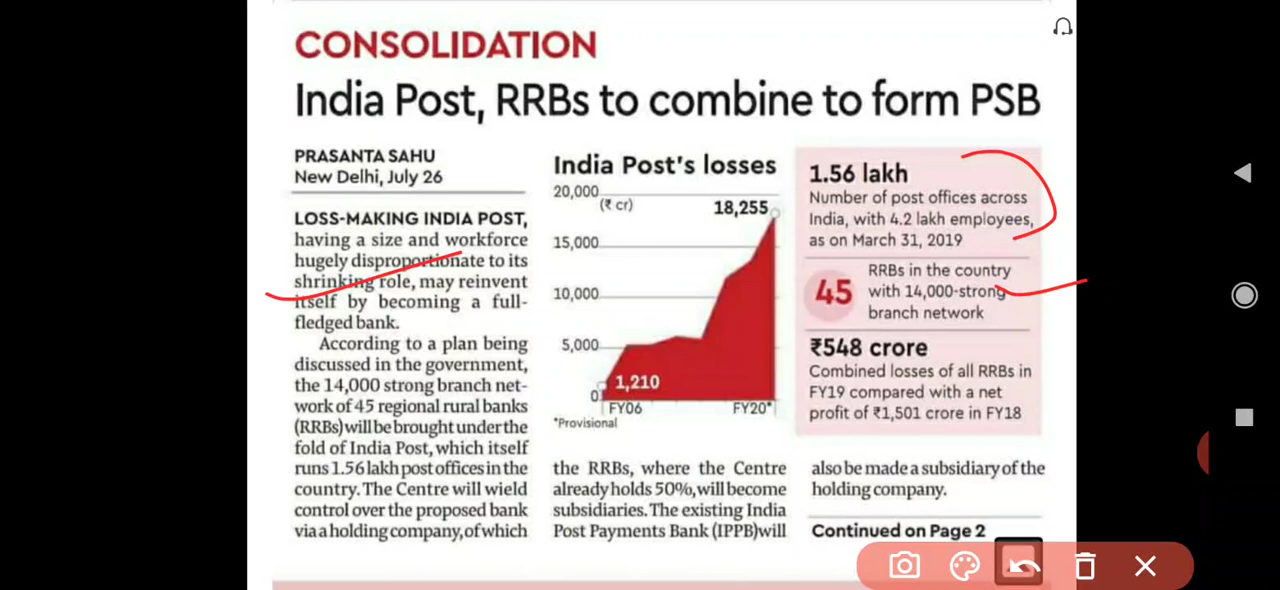 CONSOLIDATION
India Post, RRBs to combine to form PSB
PRASANTA SAHU
New Delhi, July 26
LOSS-MAKING INDIA POST,
having a size and workforce
hugely disproportionate to its
shrinking role, may reinvent
itself by becoming a full-
fledged bank.
According to a plan being
discussed in the government,
the 14,000 strong branch net-
work of 45 regional rural banks
(RRBs) will be brought under the
fold of India Post, which itself
runs 1.56 lakh post offices in the
country. The Centre will wield
control over the proposed bank
via a holding company, of which
India Post's losses
20,000
(₹ cr)
18,255
15,000
10,000
5,000
1,210
0
FY06
FY20*
*Provisional
the RRBs, where the Centre
already holds 50%, will become
subsidiaries. The existing India
Post Payments Bank (IPPB) will
1.56 lakh
Number of post offices across
India, with 4.2 lakh employees,
as on March 31, 2019
45
RRBs in the country
with 14,000-strong
branch network
₹548 crore
Combined losses of all RRBs in
FY19 compared with a net
profit of ₹1,501 crore in FY18
also be made a subsidiary of the
holding company.
Continued on Page 2